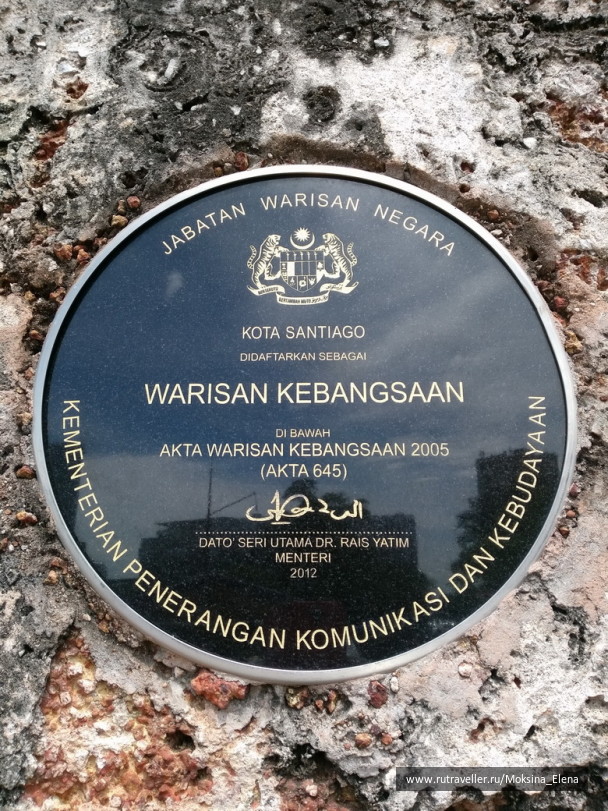 JABATAN WARISAN NEGARA
KOTA SANTIAGO
DIDAFTARKAN SEBAGAI
WARISAN KEBANGSAAN
DI BAWAH
AKTA WARISAN KEBANGSAAN 2005
(AKTA 645)
DATO' SERI UTAMA DR. RAIS YATIM
MENTERI
2012
KEMENTERIAN PENERANGAN KOMUNIKASI DAN KEBUDAYAAN
www.rutraveller.ru/Moksina_Elena